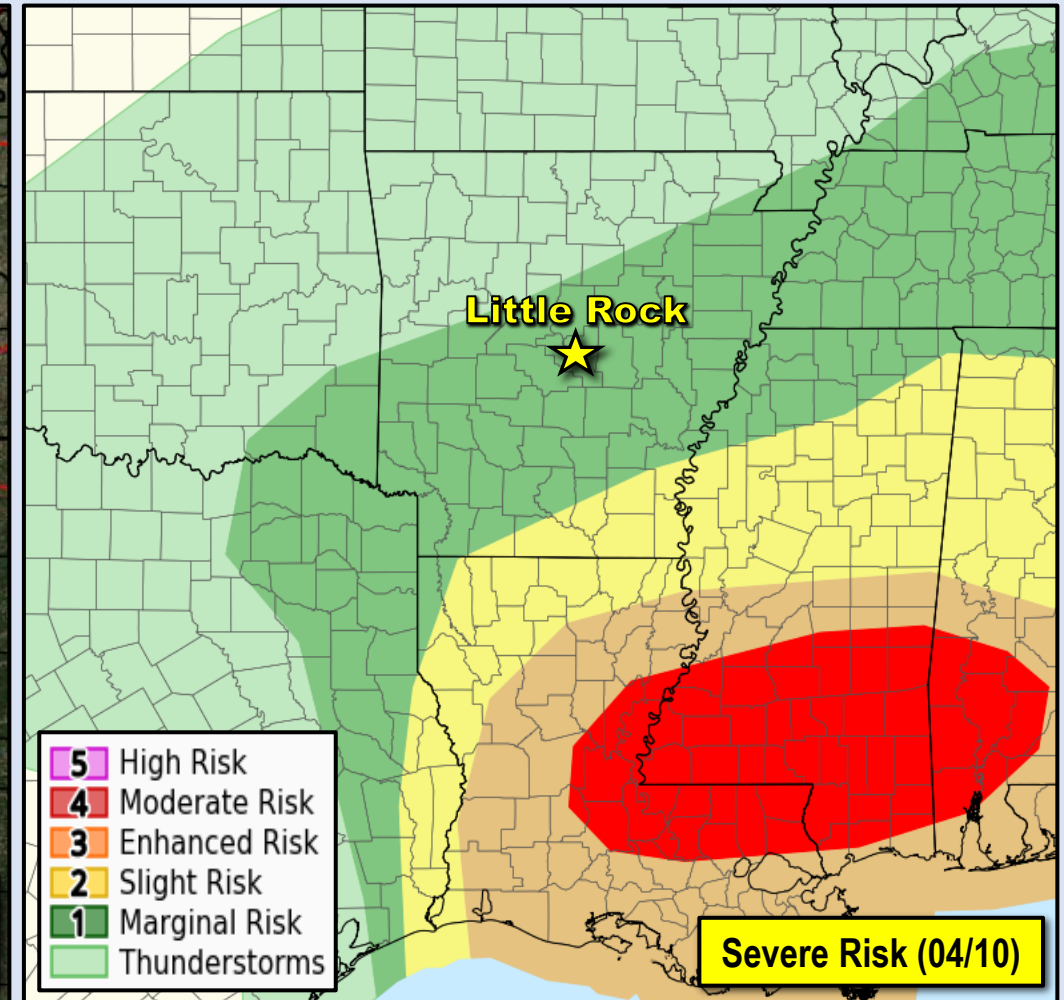 Little Rock
5 High Risk
4 Moderate Risk
3 Enhanced Risk
2 Slight Risk
1 Marginal Risk
Thunderstorms
Severe Risk (04/10)